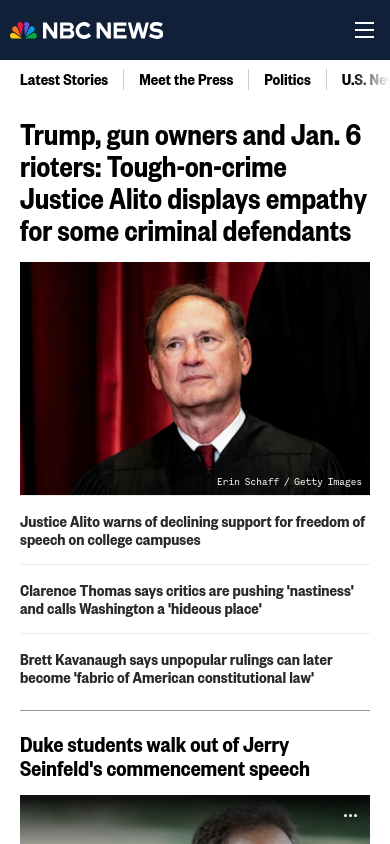 NBC NEWS
Latest Stories
Meet the Press
Politics
U.S. Ne
Trump, gun owners and Jan. 6
rioters: Tough-on-crime
Justice Alito displays empathy
for some criminal defendants
Erin Schaff / Getty Images
Justice Alito warns of declining support for freedom of
speech on college campuses
Clarence Thomas says critics are pushing 'nastiness'
and calls Washington a 'hideous place'
Brett Kavanaugh says unpopular rulings can later
become 'fabric of American constitutional law'
Duke students walk out of Jerry
Seinfeld's commencement speech